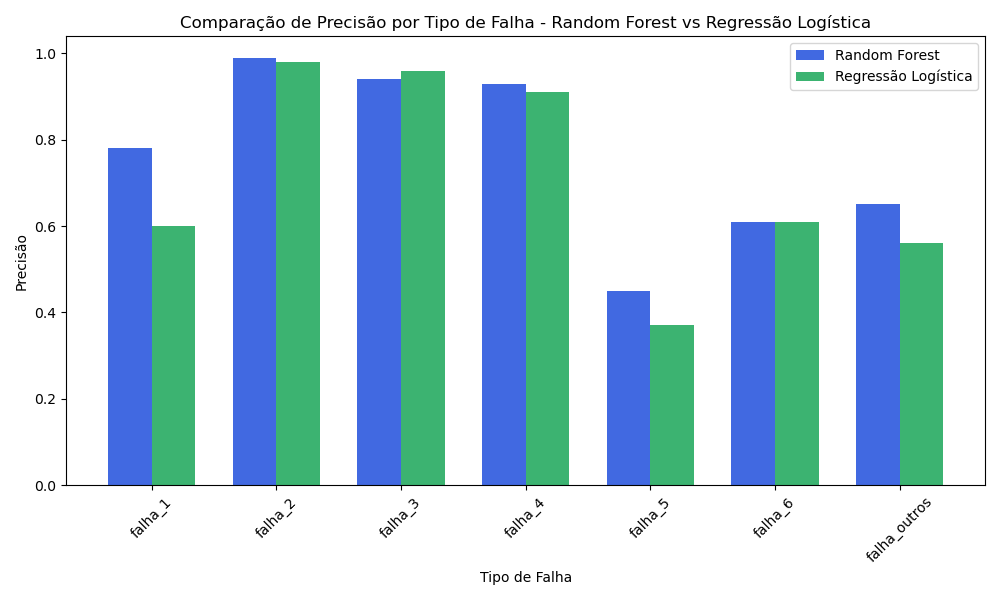 Comparação de Precisão por Tipo de Falha - Random Forest vs Regressão Logística
Random Forest
Regressão Logística
Precisão
1.0
0.8
0.6
0.4
0.2
0.0
falha_1
falha_2
falha_3
falha_4
falha_5
falha_6
falha_outros
Tipo de Falha